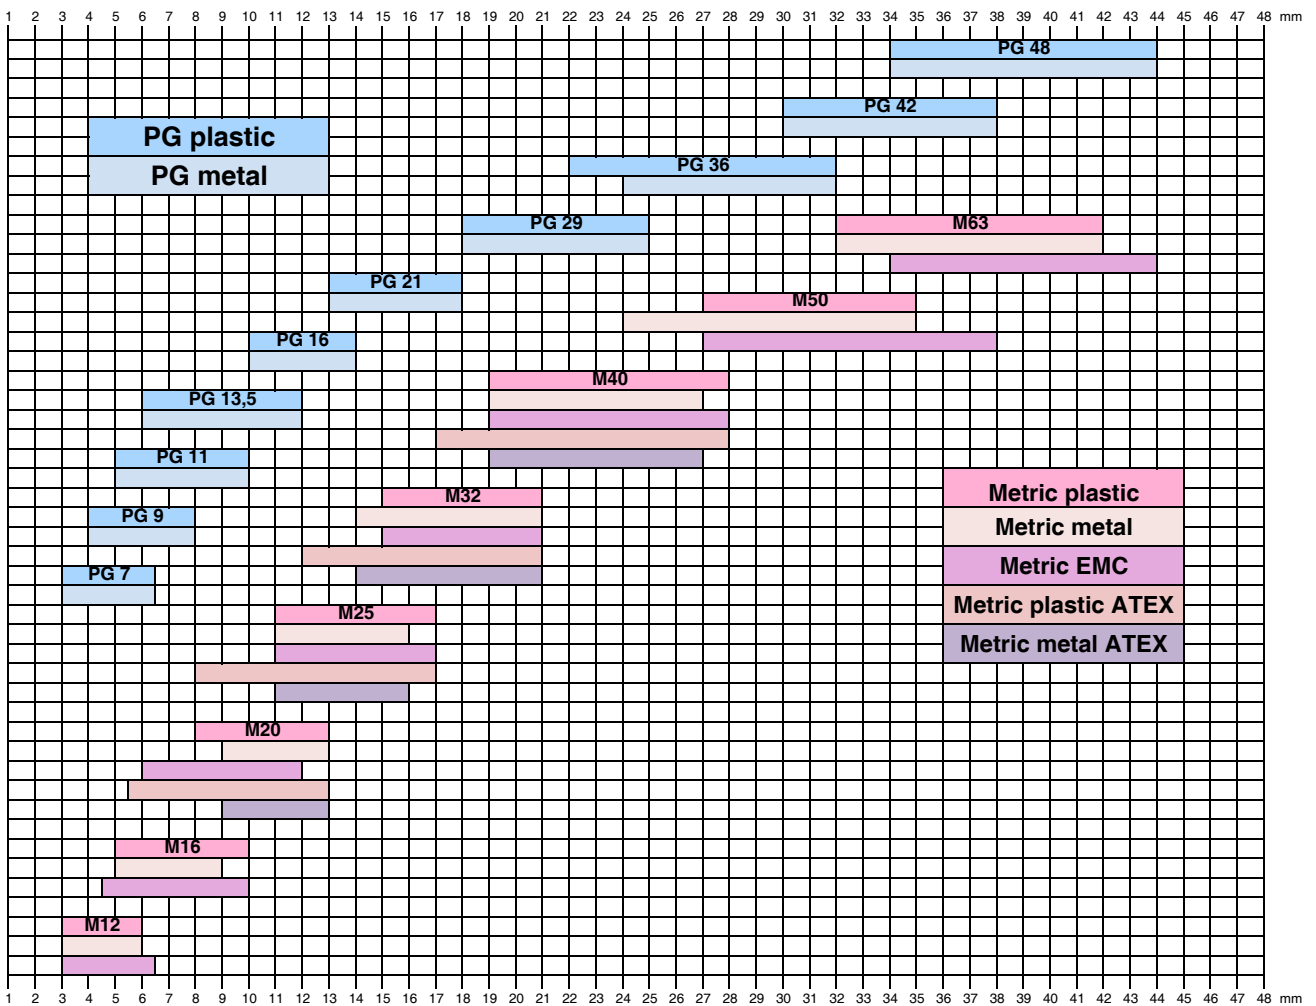 1 2 3 4 5 6 7 8 9 10 11 12 13 14 15 16 17 18 19 20 21 22 23 24 25 26 27 28 29 30 31 32 33 34 35 36 37 38 39 40 41 42 43 44 45 46 47 48 mm
PG 48
PG 42
PG plastic
PG 36
PG metal
PG 29 M63
PG 21
M50
PG 16
M40
PG 13,5
PG 11
M32
Metric plastic
PG 9
Metric metal
Metric EMC
PG 7
Metric plastic ATEX
M25
Metric metal ATEX
M20
M16
M12
1 2 3 4 5 6 7 8 9 10 11 12 13 14 15 16 17 18 19 20 21 22 23 24 25 26 27 28 29 30 31 32 33 34 35 36 37 38 39 40 41 42 43 44 45 46 47 48 mm